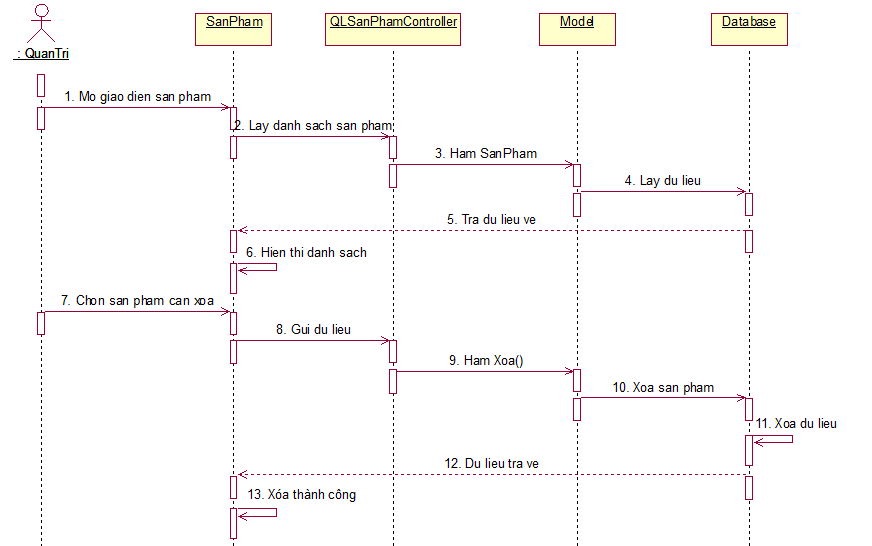 SanPham
QLSanPhamController
Model
Database
: QuanTri
1. Mo giao dien san pham
2. Lay danh sach san pham
3. Ham SanPham
4. Lay du lieu
5. Tra du lieu ve
6. Hien thi danh sach
7. Chon san pham can xoa
8. Gui du lieu
9. Ham Xoa()
10. Xoa san pham
11. Xoa du lieu
12. Du lieu tra ve
13. Xóa thành công